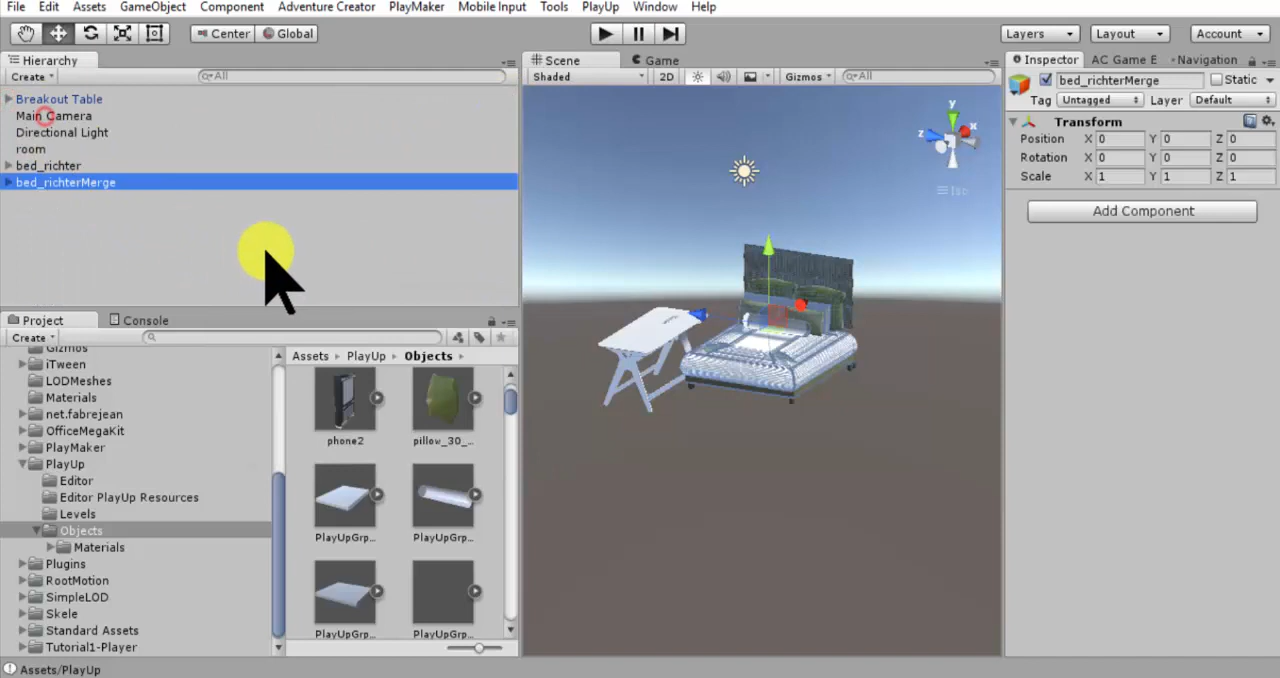 File Edit Assets GameObject Component Adventure Creator PlayMaker Mobile Input Tools PlayUp Window Help
Center Global Layers Layout Account
Hierarchy Scene Game Inspector AC Game E Navigation
Create All Shaded 2D Gizmos All
bed_richterMerge Static
Tag Untagged Layer Default
Breakout Table
Main Camera
Directional Light
room
bed_richter
bed_richterMerge
Transform
Position X 0 Y 0 Z 0
Rotation X 0 Y 0 Z 0
Scale X 1 Y 1 Z 1
Add Component
y
x
z
Project Console
Create
Assets PlayUp Objects
Gizmos
iTween
LODMeshes
Materials
net.fabrejean
OfficeMegaKit
PlayMaker
PlayUp
Editor
Editor PlayUp Resources
Levels
Objects
Materials
Plugins
RootMotion
SimpleLOD
Skele
Standard Assets
Tutorial1-Player
phone2 pillow_30_...
PlayUpGrp... PlayUpGrp...
PlayUpGrp... PlayUpGrp...
Assets/PlayUp